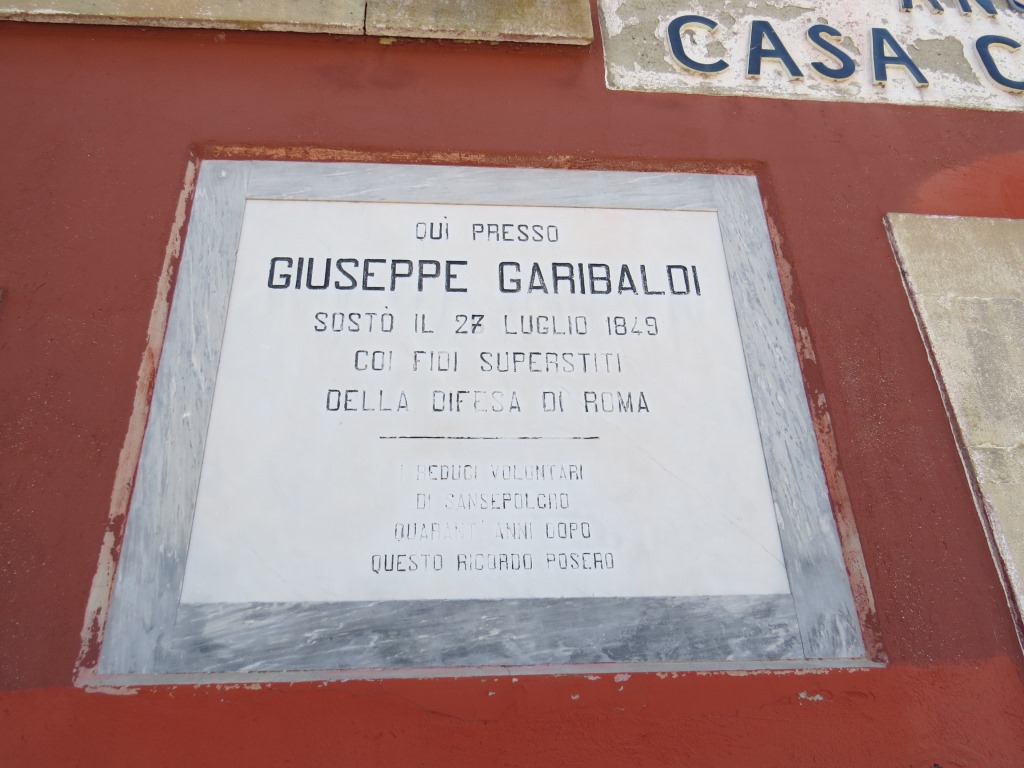 CASA C
QUÌ PRESSO
GIUSEPPE GARIBALDI
SOSTÒ IL 27 LUGLIO 1849
COI FIDI SUPERSTITI
DELLA DIFESA DI ROMA
I REDUCI VOLONTARI
DI SANSEPOLCRO
QUARANT'ANNI DOPO
QUESTO RICORDO POSERO